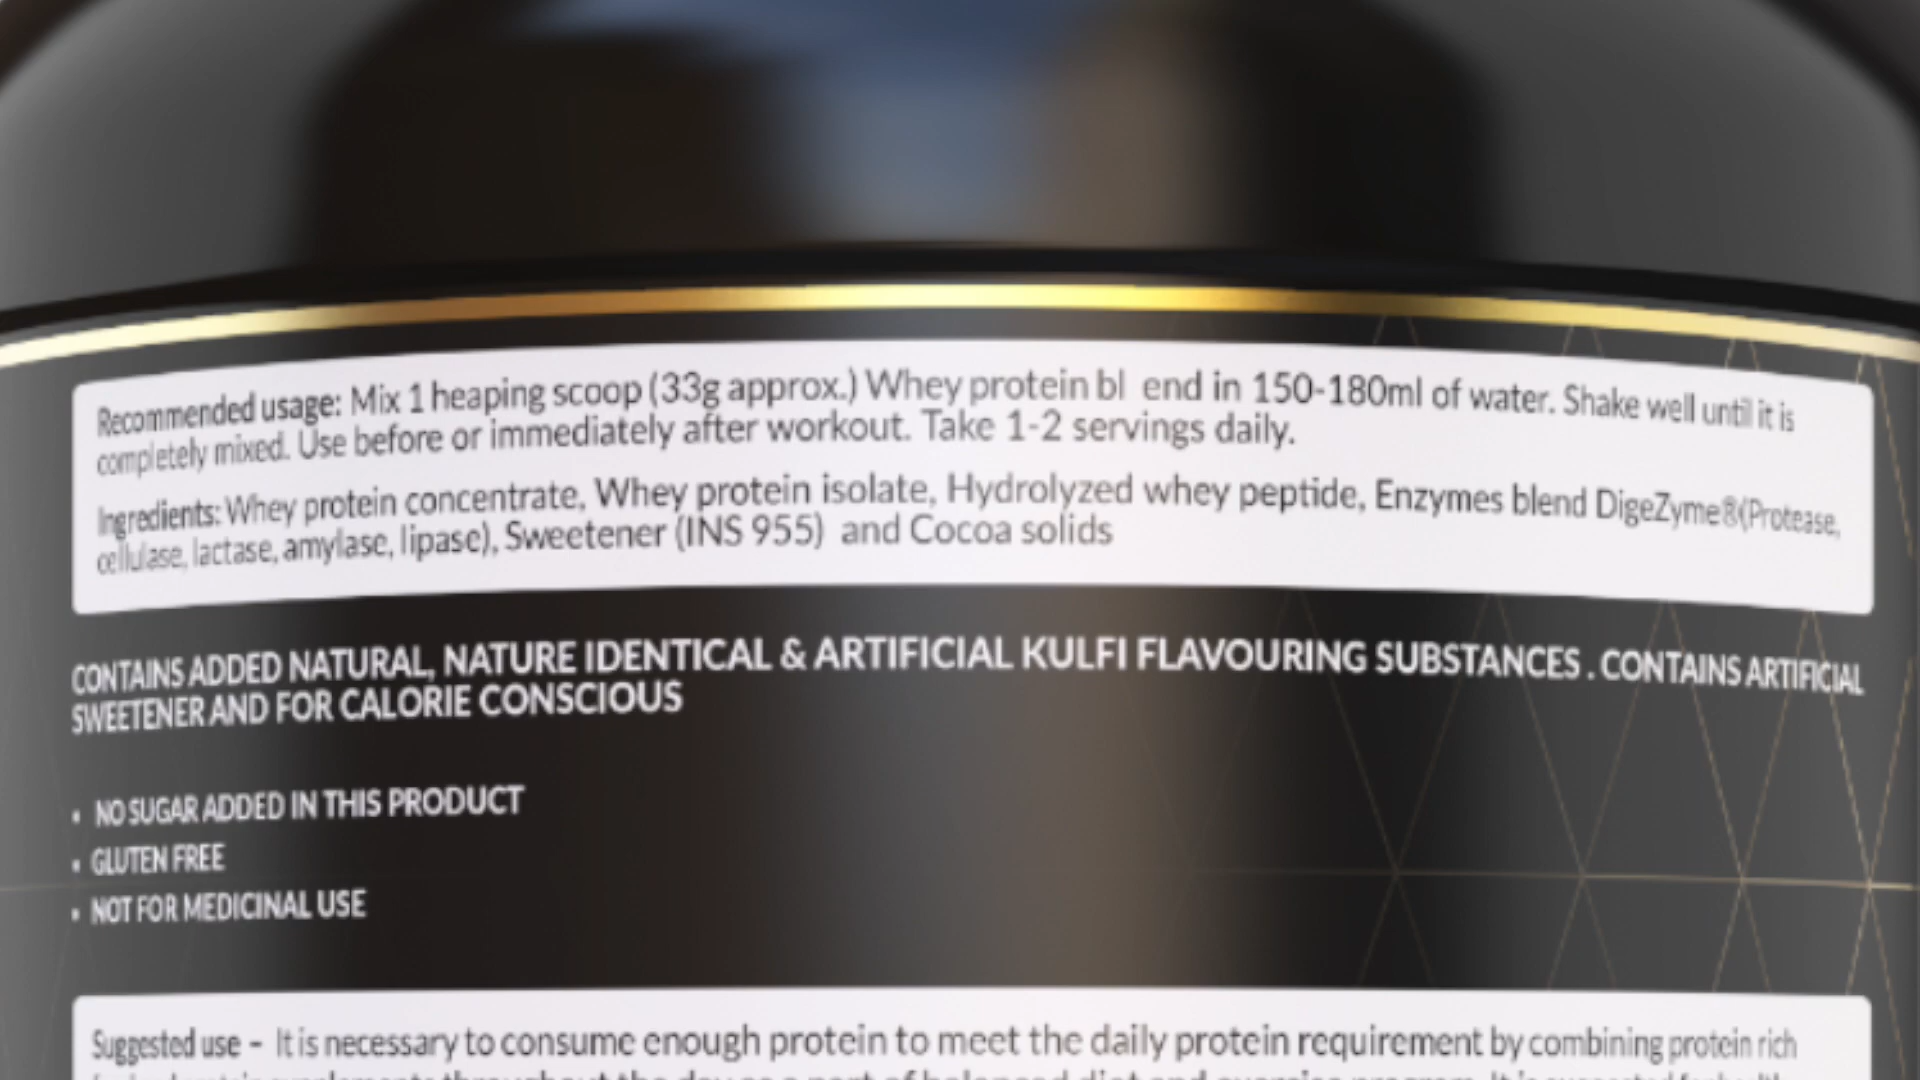 Recommended usage: Mix 1 heaping scoop (33g approx.) Whey protein bl end in 150-180ml of water. Shake well until it is
completely mixed. Use before or immediately after workout. Take 1-2 servings daily.
Ingredients: Whey protein concentrate, Whey protein isolate, Hydrolyzed whey peptide, Enzymes blend DigeZyme®(Protease,
cellulase, lactase, amylase, lipase), Sweetener (INS 955) and Cocoa solids
CONTAINS ADDED NATURAL, NATURE IDENTICAL & ARTIFICIAL KULFI FLAVOURING SUBSTANCES . CONTAINS ARTIFICIAL
SWEETENER AND FOR CALORIE CONSCIOUS
• NO SUGAR ADDED IN THIS PRODUCT
• GLUTEN FREE
• NOT FOR MEDICINAL USE
Suggested use – It is necessary to consume enough protein to meet the daily protein requirement by combining protein rich